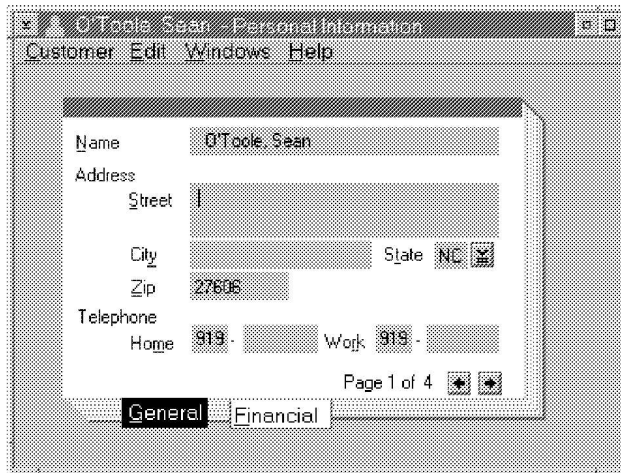 O'Toole, Sean - Personal Information
Customer Edit Windows Help
Name O'Toole, Sean
Address
Street
City State NC
Zip 27606
Telephone
Home 919 - Work 919 -
Page 1 of 4
General Financial